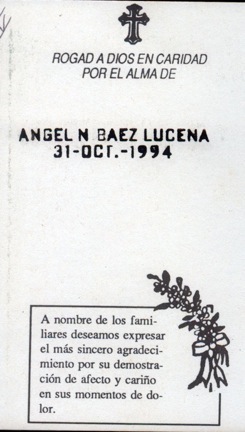 ROGAD A DIOS EN CARIDAD
POR EL ALMA DE
ANGEL N BAEZ LUCENA
31-OCT.-1994
A nombre de los fami-
liares deseamos expresar
el más sincero agradeci-
miento por su demostra-
ción de afecto y cariño
en sus momentos de do-
lor.